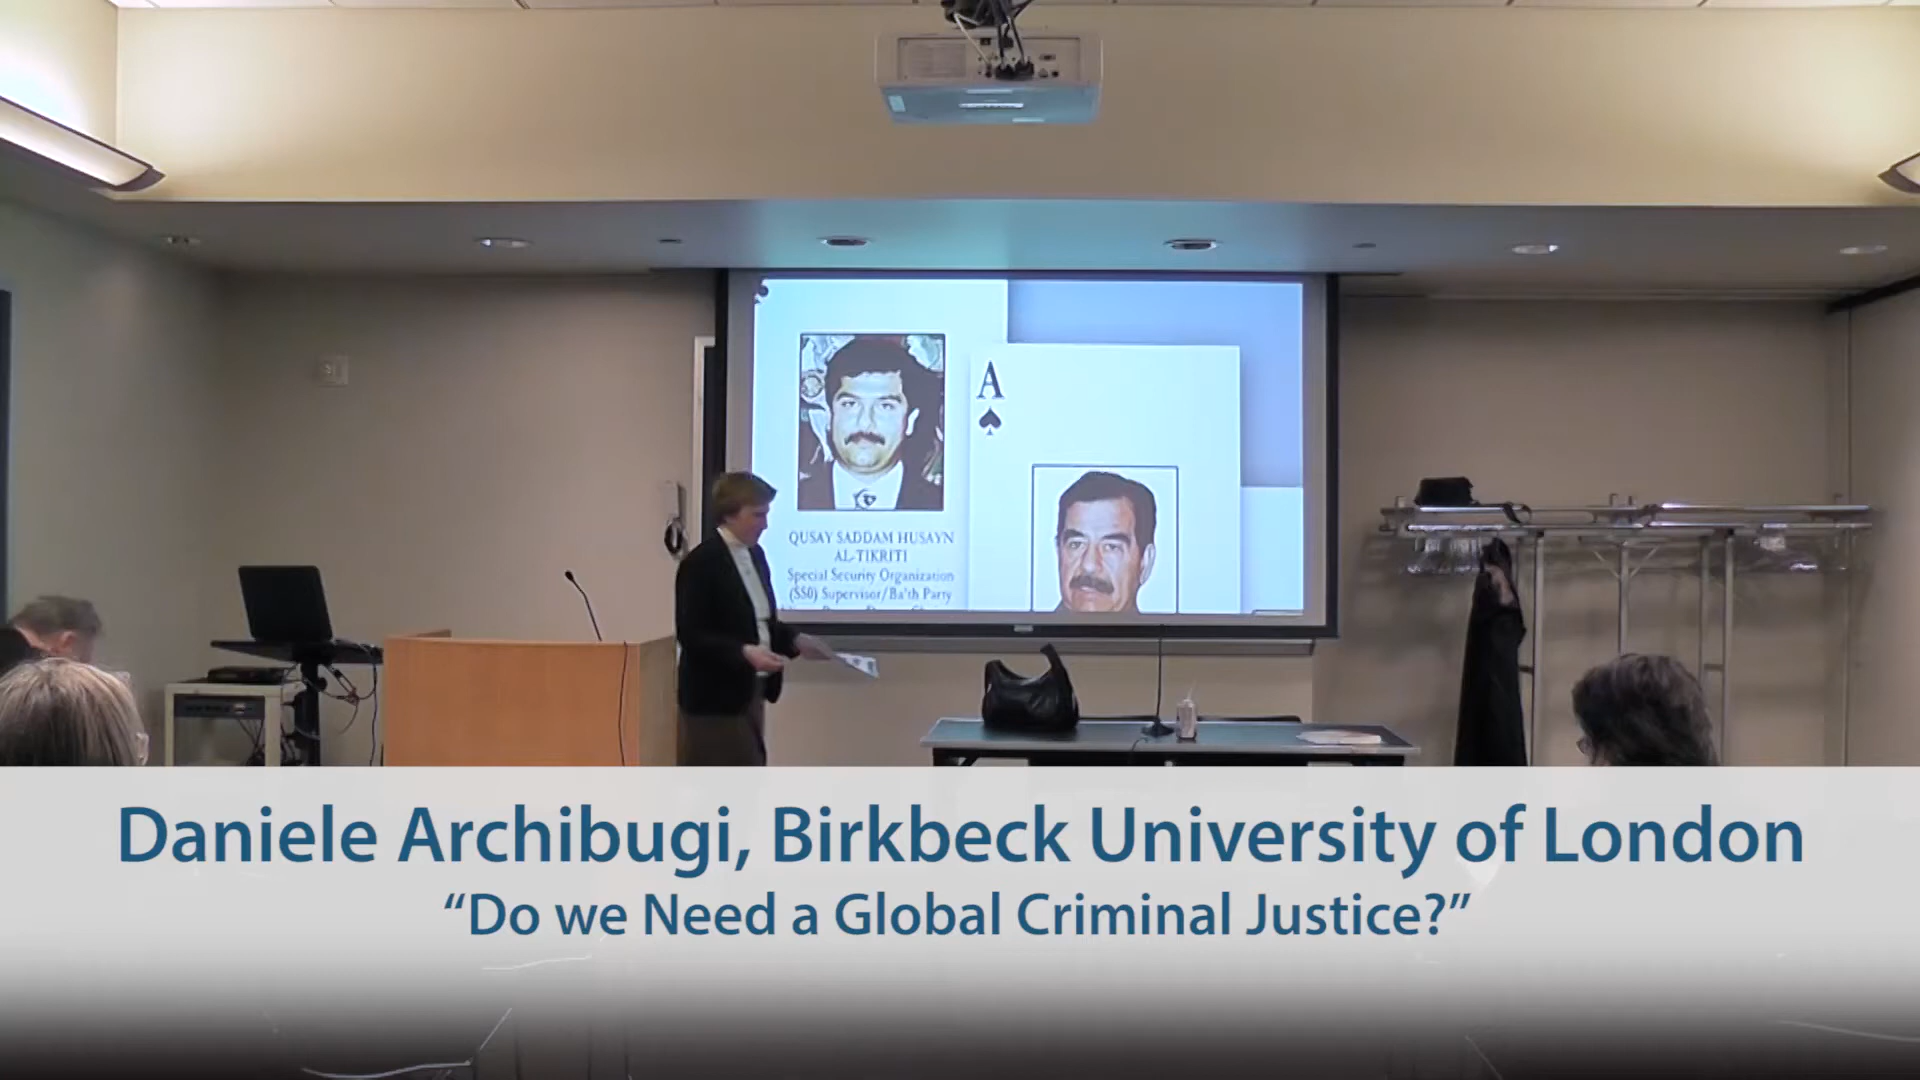 A
QUSAY SADDAM HUSAYN
AL-TIKRITI
Special Security Organization
(SSO) Supervisor/Ba'th Party
Daniele Archibugi, Birkbeck University of London
“Do we Need a Global Criminal Justice?”